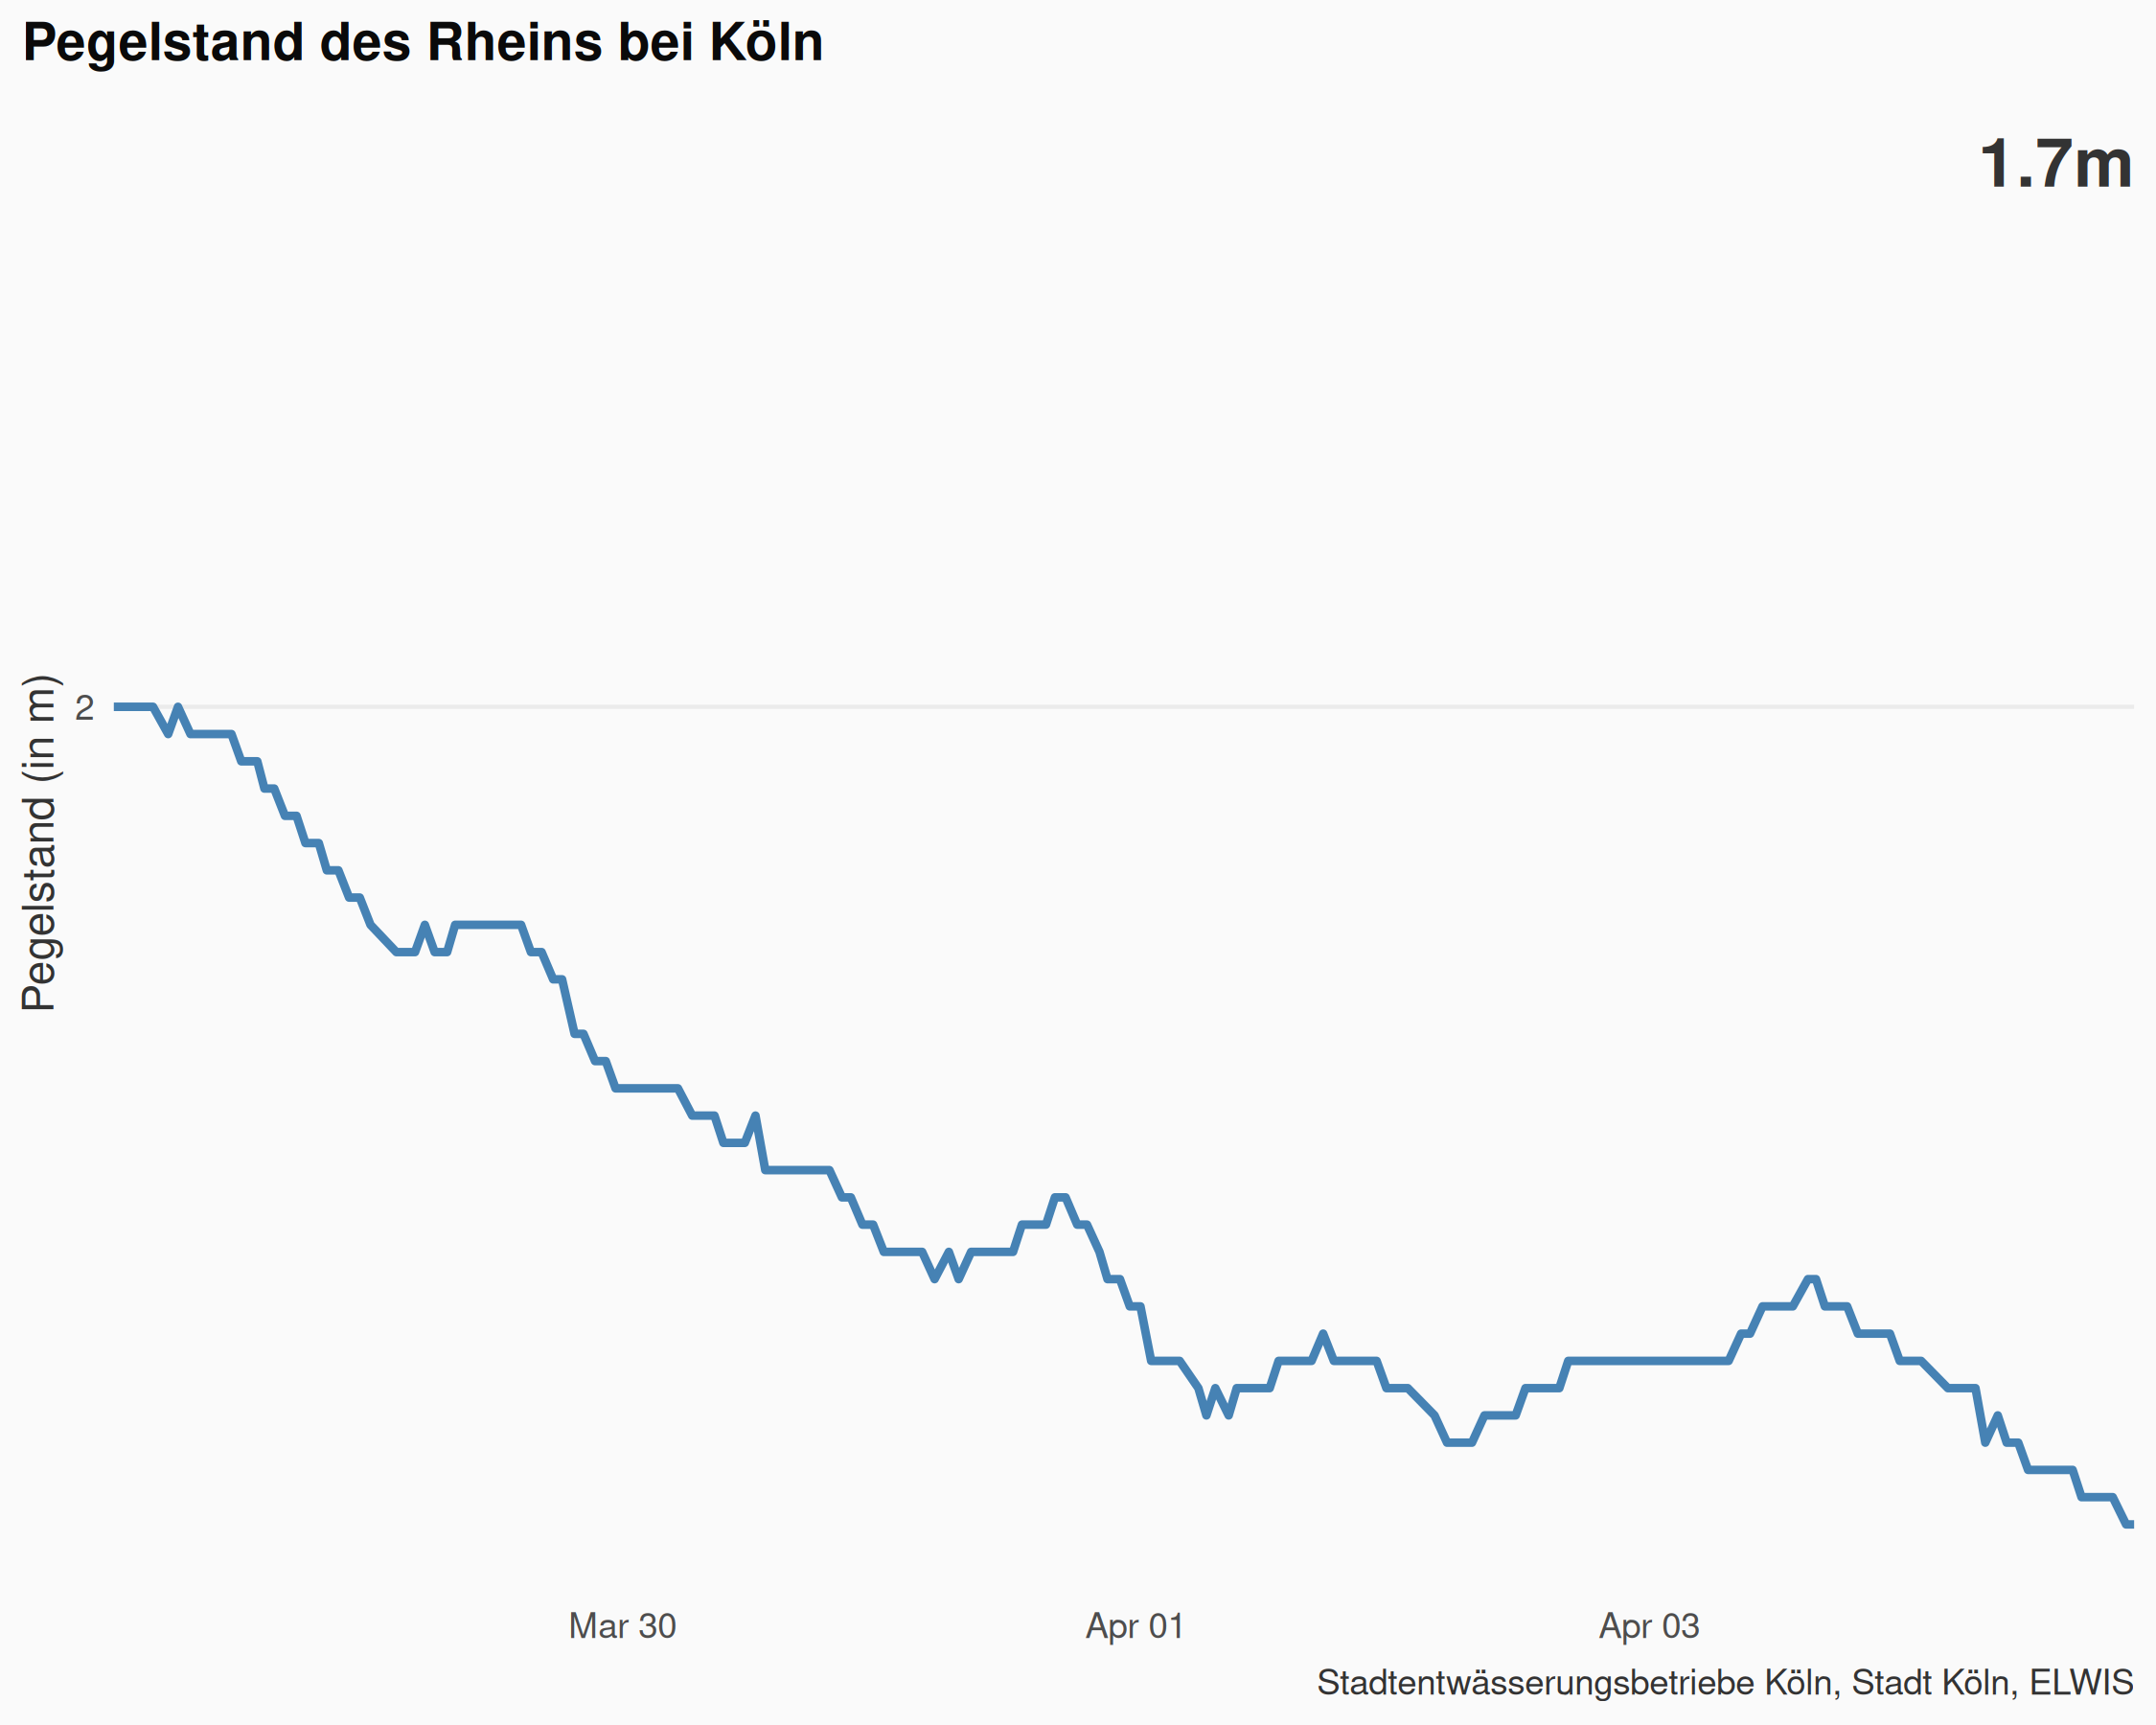 Pegelstand des Rheins bei Köln
1.7m
Pegelstand (in m)
2
Mar 30
Apr 01
Apr 03
Stadtentwässerungsbetriebe Köln, Stadt Köln, ELWIS